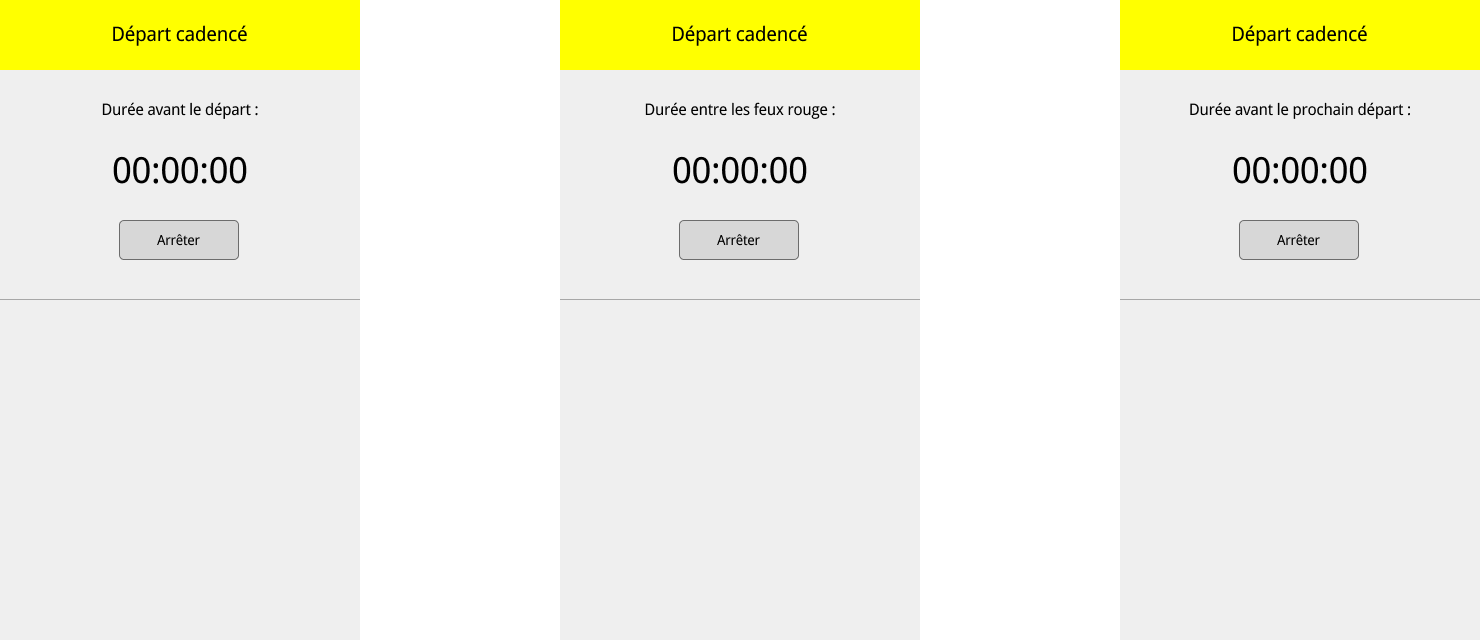 Départ cadencé
Durée avant le départ :
00:00:00
Arrêter
Départ cadencé
Durée entre les feux rouge :
00:00:00
Arrêter
Départ cadencé
Durée avant le prochain départ :
00:00:00
Arrêter